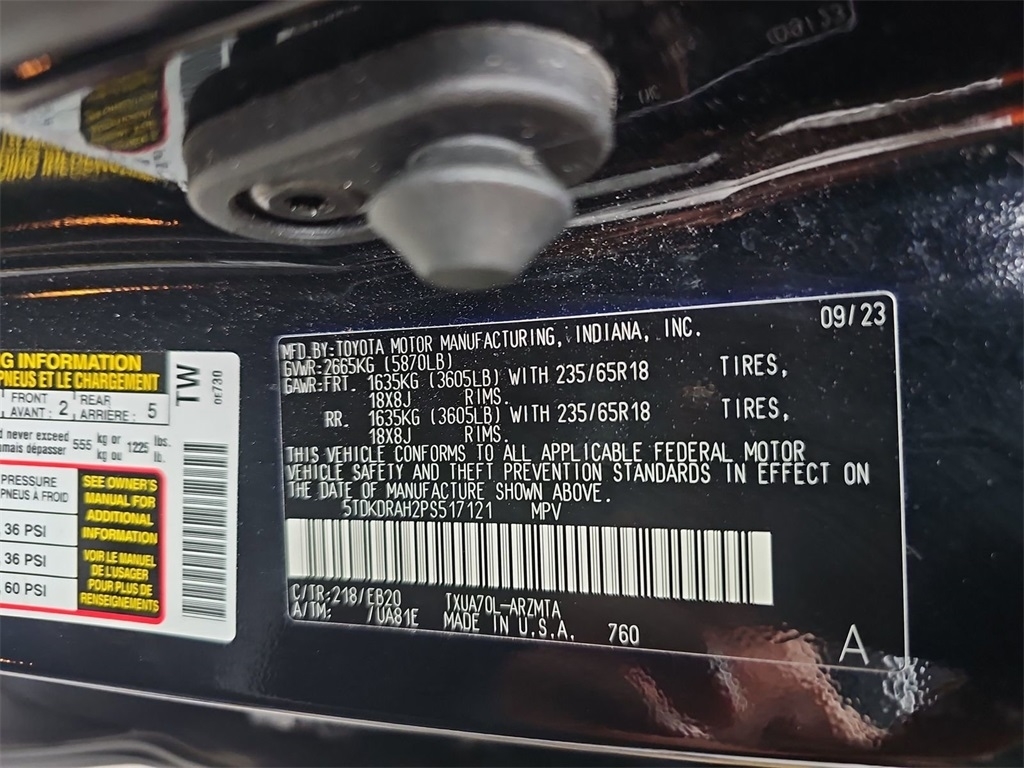 09/23
MFD.BY:TOYOTA MOTOR MANUFACTURING, INDIANA, INC.
GVWR:2665KG (5870LB)
GAWR:FRT. 1635KG (3605LB) WITH 235/65R18 TIRES,
18X8J RIMS.
RR. 1635KG (3605LB) WITH 235/65R18 TIRES,
18X8J RIMS.
THIS VEHICLE CONFORMS TO ALL APPLICABLE FEDERAL MOTOR
VEHICLE SAFETY AND THEFT PREVENTION STANDARDS IN EFFECT ON
THE DATE OF MANUFACTURE SHOWN ABOVE.
5TDKDRAH2PS517121 MPV
C/TR:218/EB20 TXUA70L-ARZMTA
A/TM: /UA81E MADE IN U.S.A. 760
A
G INFORMATION
PNEUS ET LE CHARGEMENT
FRONT 2 REAR 5
AVANT : ARRIÈRE :
never exceed 555 kg or 1225 lbs.
mais dépasser kg ou lb.
PRESSURE
PNEUS À FROID
36 PSI
36 PSI
60 PSI
SEE OWNER'S
MANUAL FOR
ADDITIONAL
INFORMATION
VOIR LE MANUEL
DE L'USAGER
POUR PLUS DE
RENSEIGNEMENTS
TW
0E730